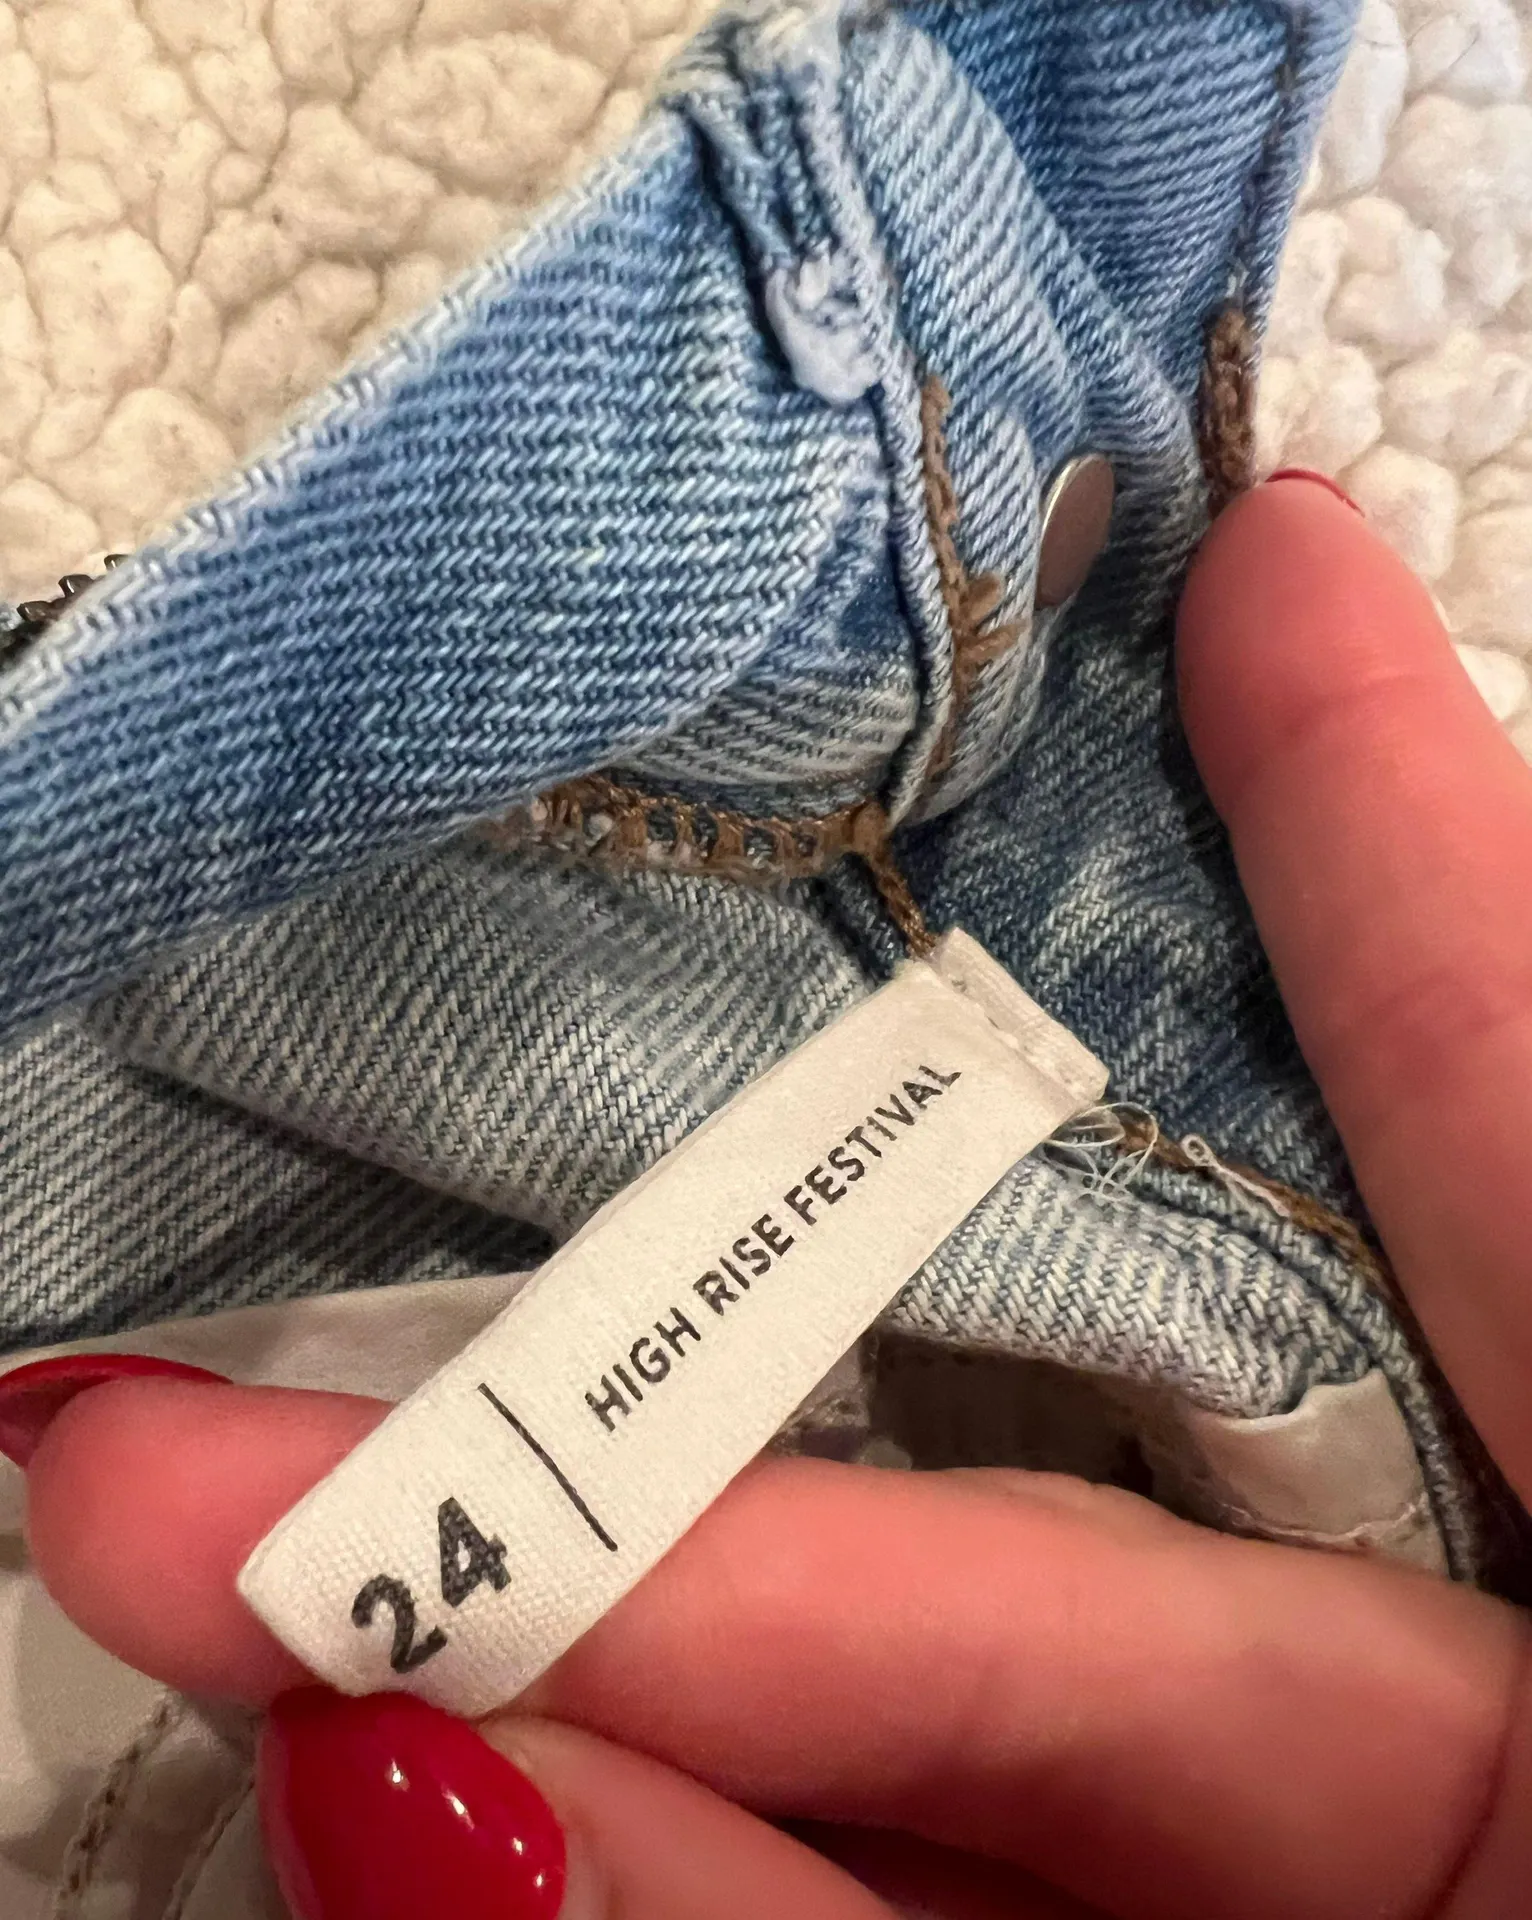 24 | HIGH RISE FESTIVAL